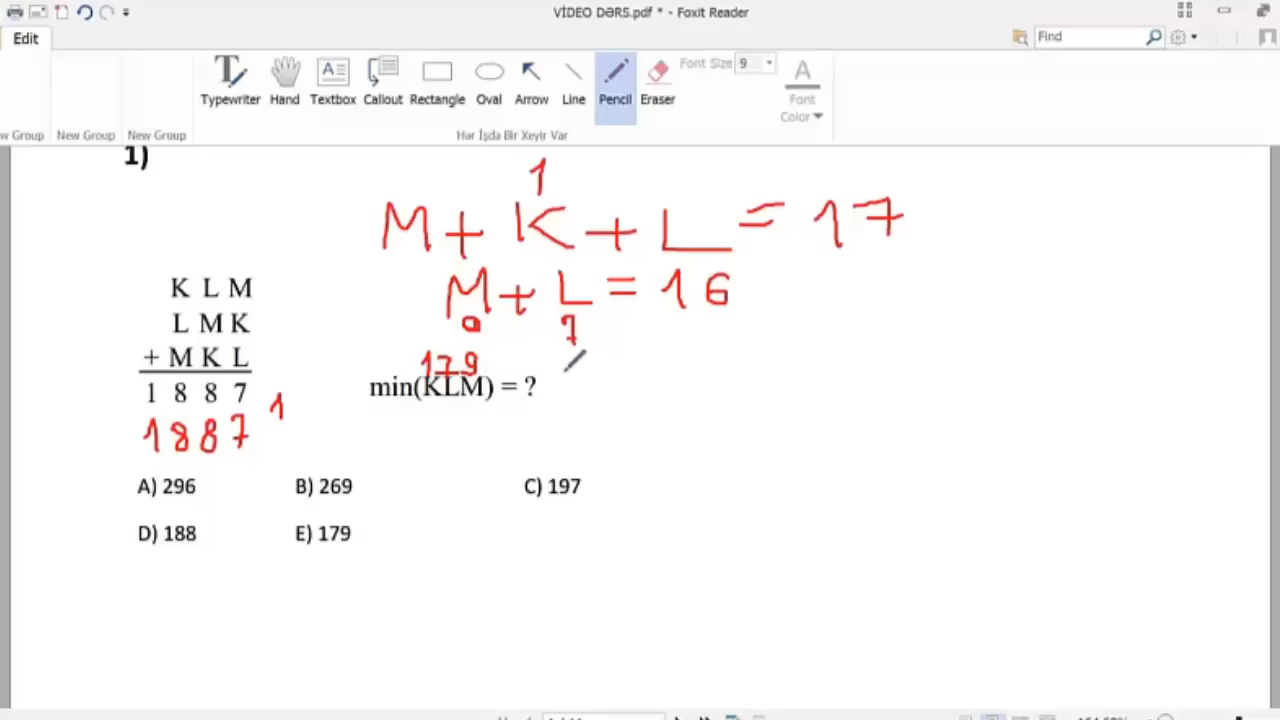 VİDEO DƏRS.pdf * - Foxit Reader
Edit
Find
Typewriter Hand Textbox Callout Rectangle Oval Arrow Line Pencil Eraser
Font Size 9
Font Color
New Group New Group
Hər İşdə Bir Xeyir Var
1)
1
M + K + L = 17
M + L = 16
9 7
179
K L M
L M K
+ M K L
1 8 8 7
min(KLM) = ?
1
1887
A) 296 B) 269 C) 197
D) 188 E) 179